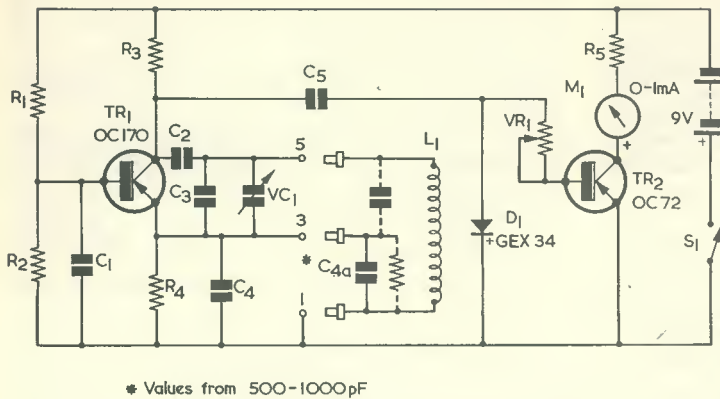 R₃
R₅
C₅
M₁
0-1mA
R₁
TR₁
OC170
C₂
5
L₁
VR₁
9V
+
+
C₃
VC₁
TR₂
OC72
3
D₁
+GEX 34
S₁
R₂
C₁
R₄
C₄
*
C₄ₐ
1
* Values from 500-1000pF